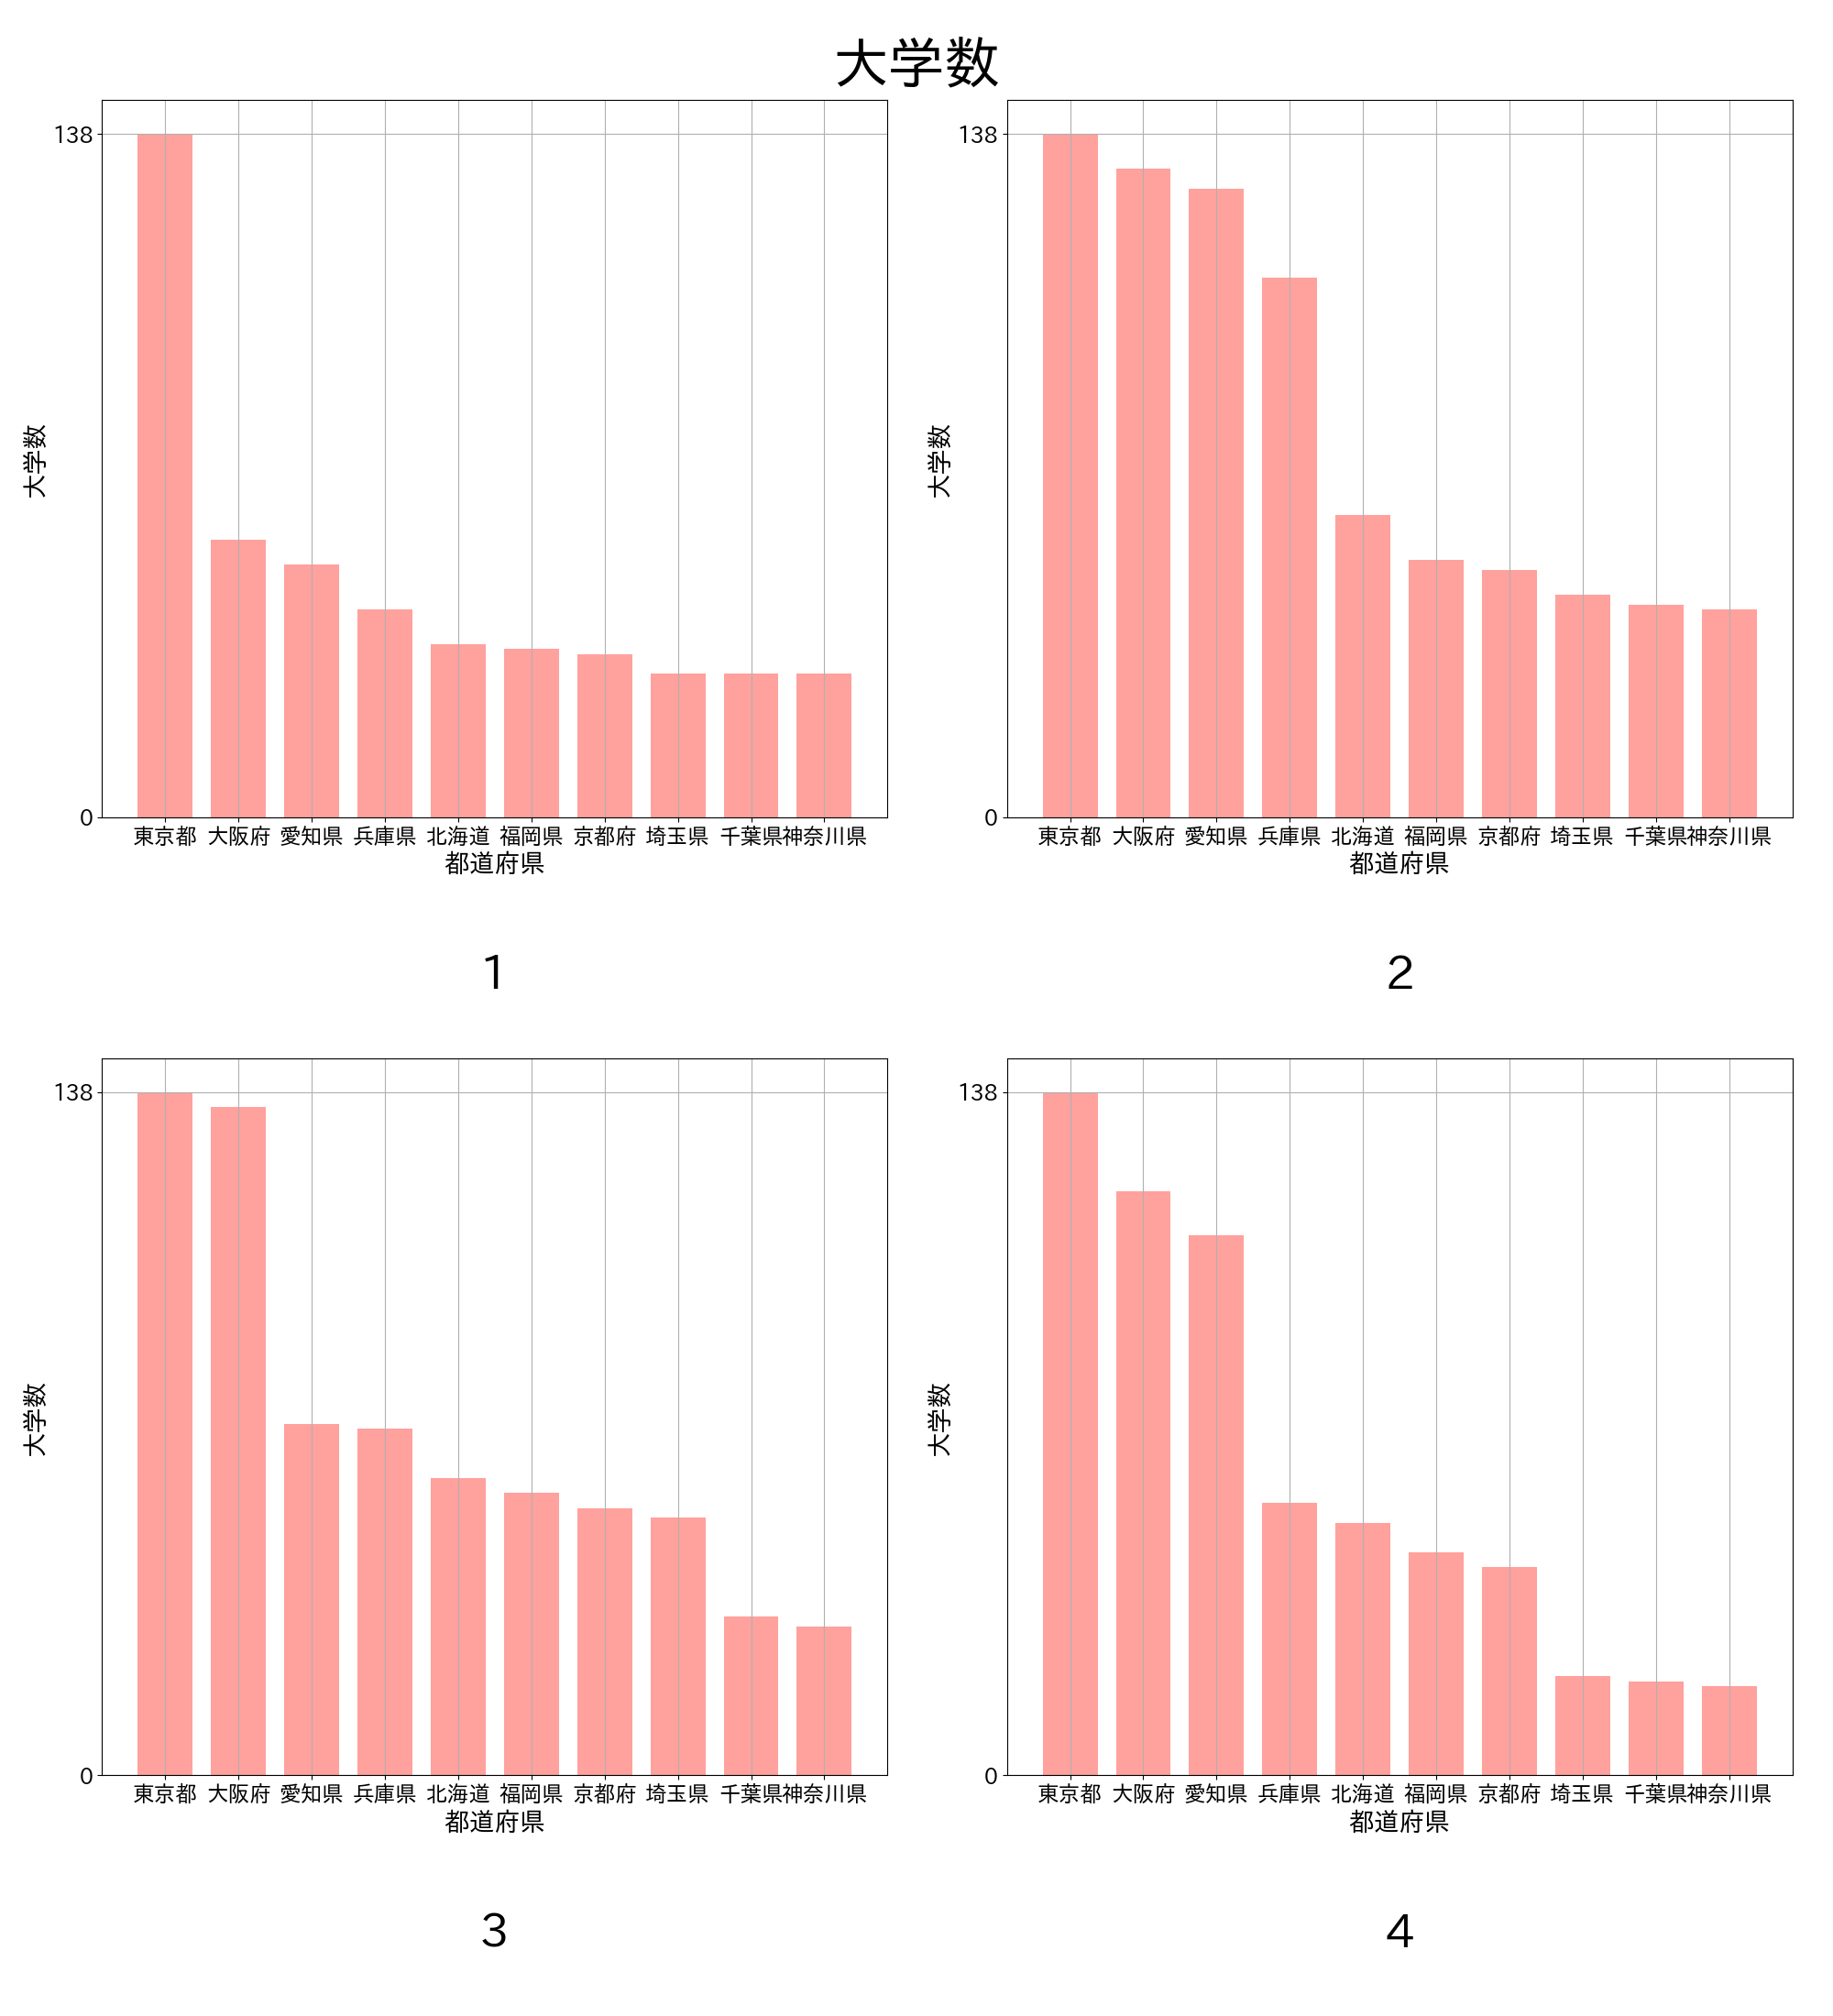 大学数
138
0
大学数
東京都 大阪府 愛知県 兵庫県 北海道 福岡県 京都府 埼玉県 千葉県 神奈川県
都道府県
1
138
0
大学数
東京都 大阪府 愛知県 兵庫県 北海道 福岡県 京都府 埼玉県 千葉県 神奈川県
都道府県
2
138
0
大学数
東京都 大阪府 愛知県 兵庫県 北海道 福岡県 京都府 埼玉県 千葉県 神奈川県
都道府県
3
138
0
大学数
東京都 大阪府 愛知県 兵庫県 北海道 福岡県 京都府 埼玉県 千葉県 神奈川県
都道府県
4